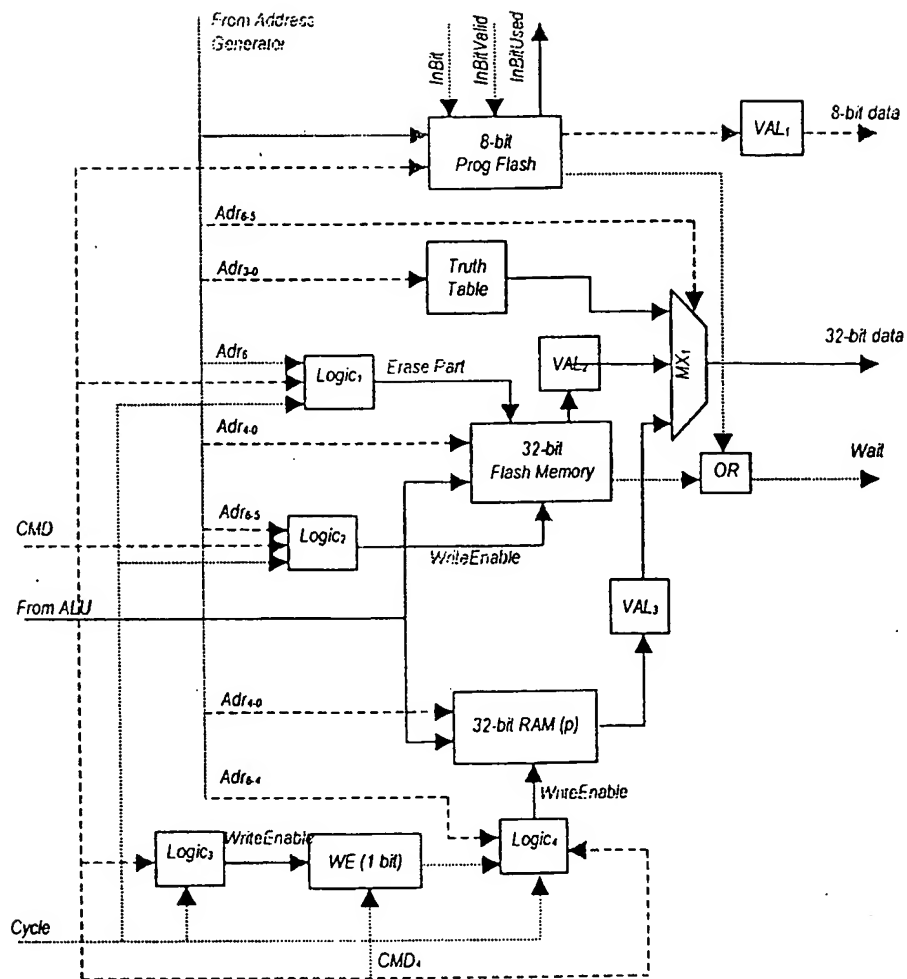 From Address
Generator
InBit
InBitValid
InBitUsed
8-bit
Prog Flash
VAL₁
8-bit data
Adr₆₋₅
Adr₃₋₀
Truth
Table
MX₁
32-bit data
Adr₅
Logic₁
Erase Part
VAL₂
Adr₄₋₀
32-bit
Flash Memory
OR
Wait
Adr₆₋₅
CMD
Logic₂
WriteEnable
From ALU
VAL₃
Adr₄₋₀
32-bit RAM (p)
Adr₆₋₄
WriteEnable
Logic₃
WriteEnable
WE (1 bit)
Logic₄
Cycle
CMD₄